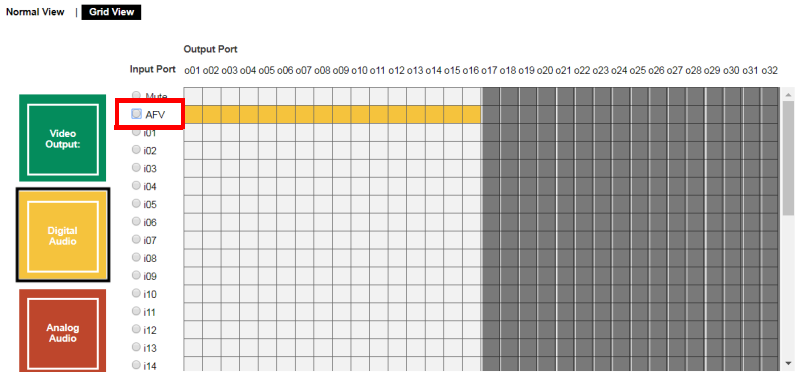 Normal View | Grid View
Output Port
Input Port o01 o02 o03 o04 o05 o06 o07 o08 o09 o10 o11 o12 o13 o14 o15 o16 o17 o18 o19 o20 o21 o22 o23 o24 o25 o26 o27 o28 o29 o30 o31 o32
Mute
AFV
i01
i02
i03
i04
i05
i06
i07
i08
i09
i10
i11
i12
i13
i14
Video
Output:
Digital
Audio
Analog
Audio